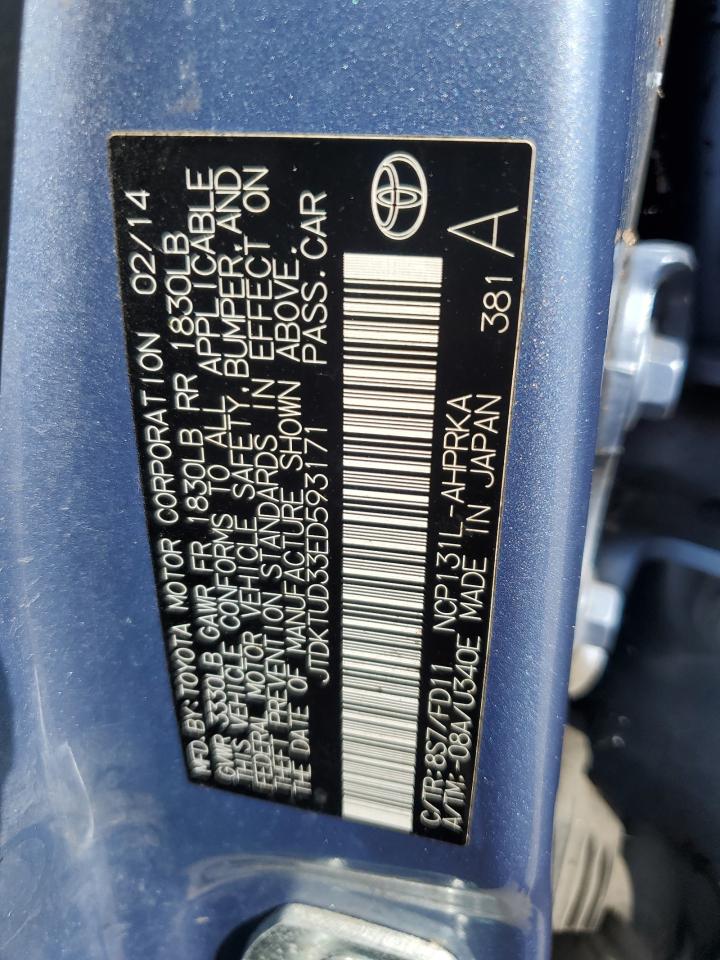 MFD BY: TOYOTA MOTOR CORPORATION 02/14
GVWR 3330LB GAWR FR 1830LB RR 1830LB
THIS VEHICLE CONFORMS TO ALL APPLICABLE
FEDERAL MOTOR VEHICLE SAFETY, BUMPER, AND
THEFT PREVENTION STANDARDS IN EFFECT ON
THE DATE OF MANUFACTURE SHOWN ABOVE.
JTDKTUD33ED593171 PASS.CAR
C/TR:8S7/FD11 NCP131L-AHPRKA 381
A/TM:-08A/U340E MADE IN JAPAN A